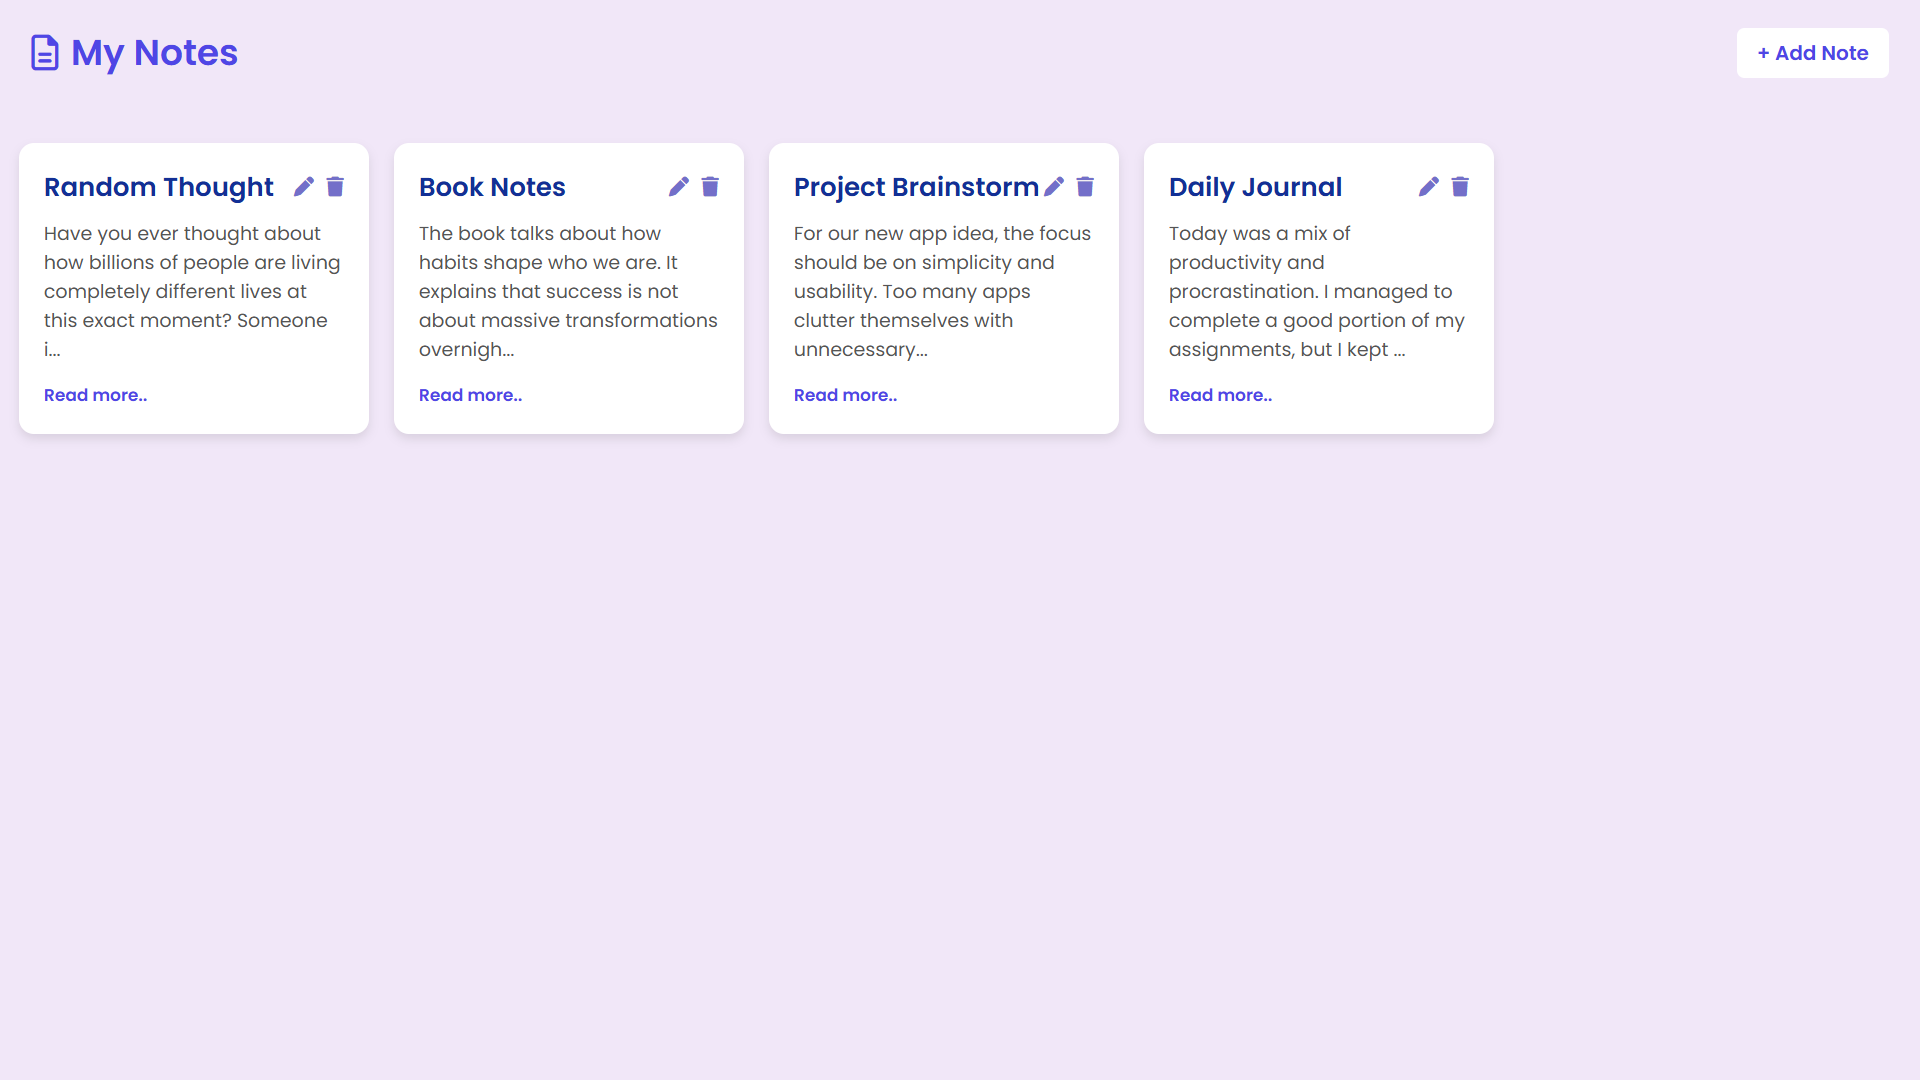 My Notes
+ Add Note
Random Thought
Have you ever thought about
how billions of people are living
completely different lives at
this exact moment? Someone
i...
Read more..
Book Notes
The book talks about how
habits shape who we are. It
explains that success is not
about massive transformations
overnigh...
Read more..
Project Brainstorm
For our new app idea, the focus
should be on simplicity and
usability. Too many apps
clutter themselves with
unnecessary...
Read more..
Daily Journal
Today was a mix of
productivity and
procrastination. I managed to
complete a good portion of my
assignments, but I kept ...
Read more..